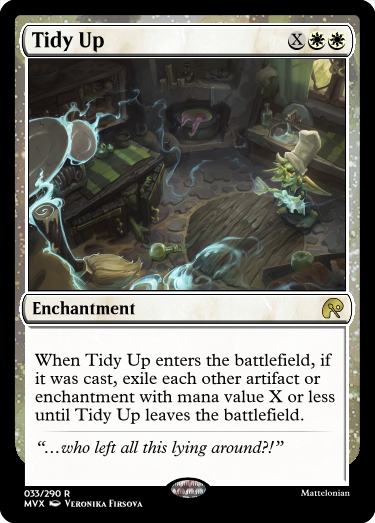 Tidy Up X
Enchantment
When Tidy Up enters the battlefield, if
it was cast, exile each other artifact or
enchantment with mana value X or less
until Tidy Up leaves the battlefield.
“…who left all this lying around?!”
033/290 R
MVX Veronika Firsova
Mattelonian